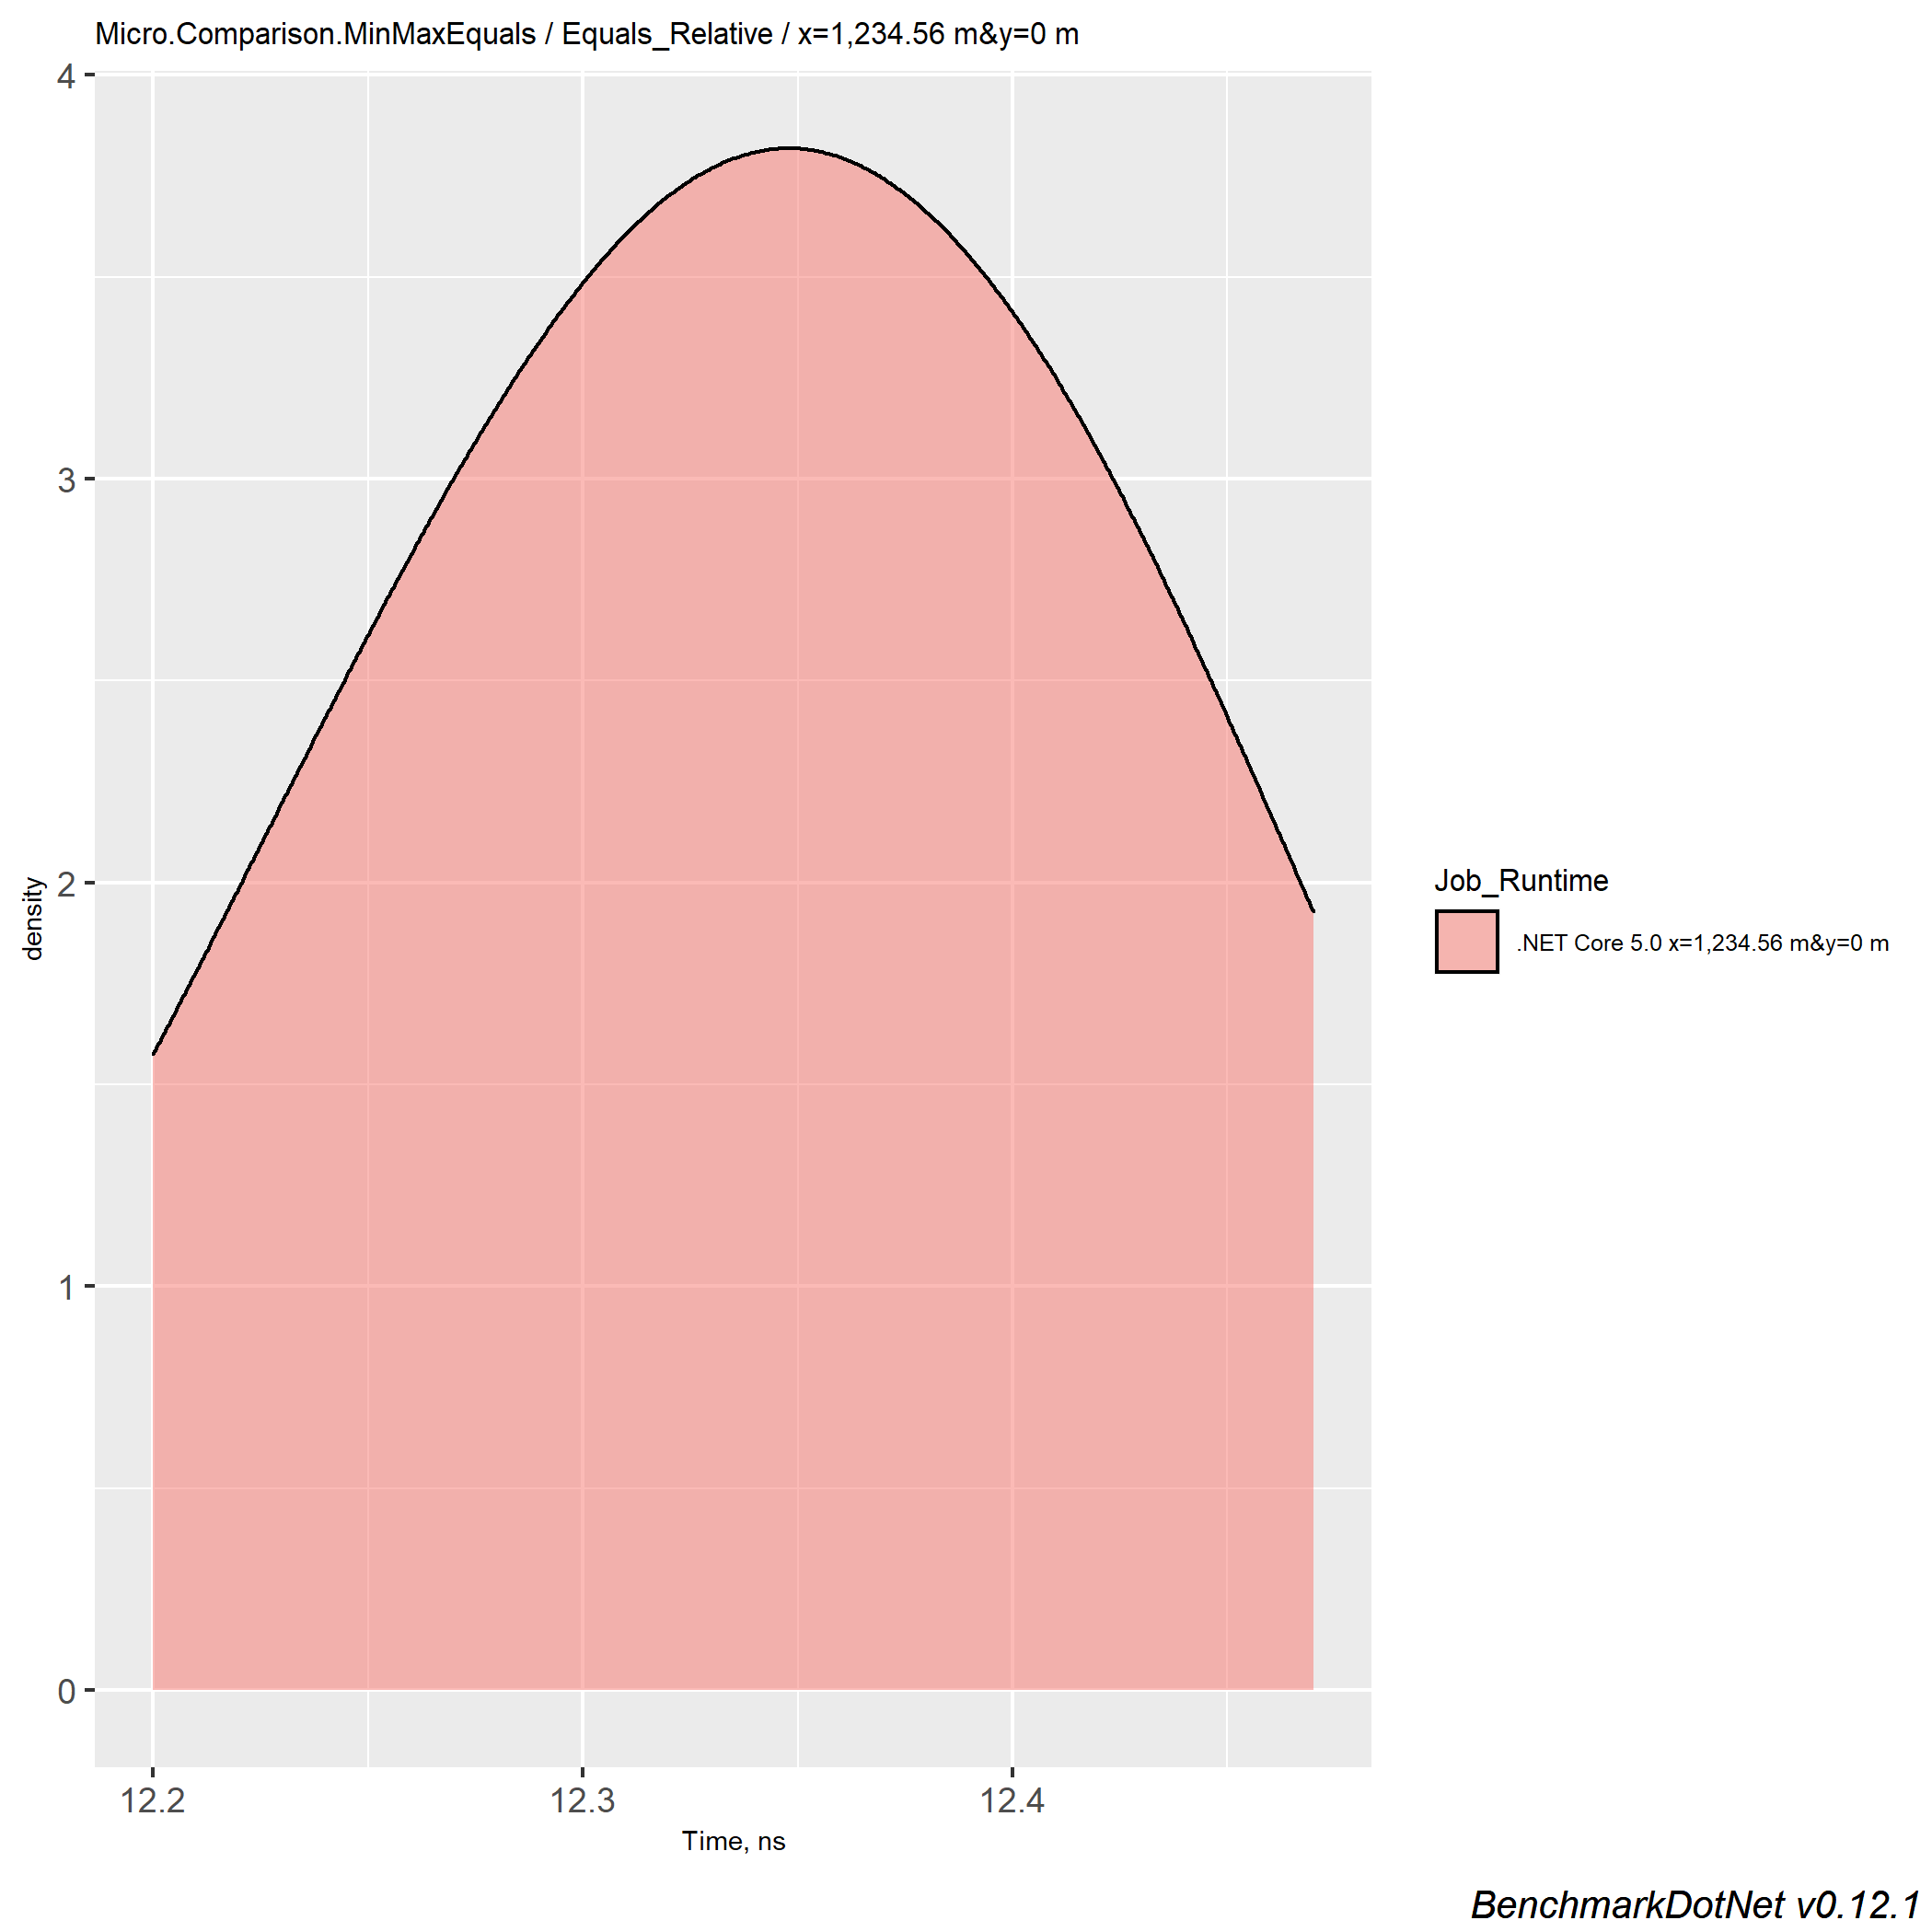 Micro.Comparison.MinMaxEquals / Equals_Relative / x=1,234.56 m&y=0 m
4
3
2
1
0
density
12.2 12.3 12.4
Time, ns
Job_Runtime
.NET Core 5.0 x=1,234.56 m&y=0 m
BenchmarkDotNet v0.12.1